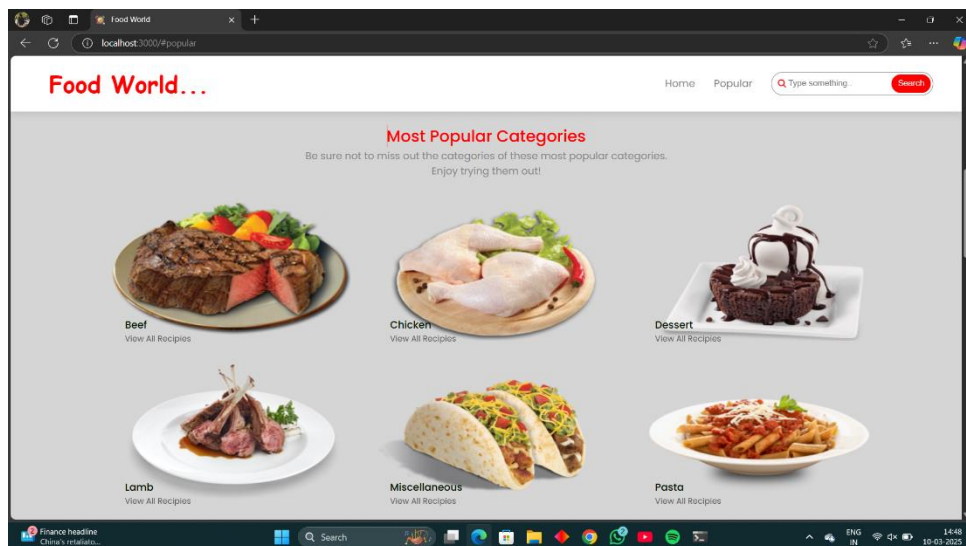 Food World
localhost:3000/#popular
Food World...
Home
Popular
Type something..
Search
Most Popular Categories
Be sure not to miss out the categories of these most popular categories.
Enjoy trying them out!
Beef
View All Recipies
Chicken
View All Recipies
Dessert
View All Recipies
Lamb
View All Recipies
Miscellaneous
View All Recipies
Pasta
View All Recipies
2
Finance headline
China's retaliato...
Search
ENG
IN
14:48
10-03-2025